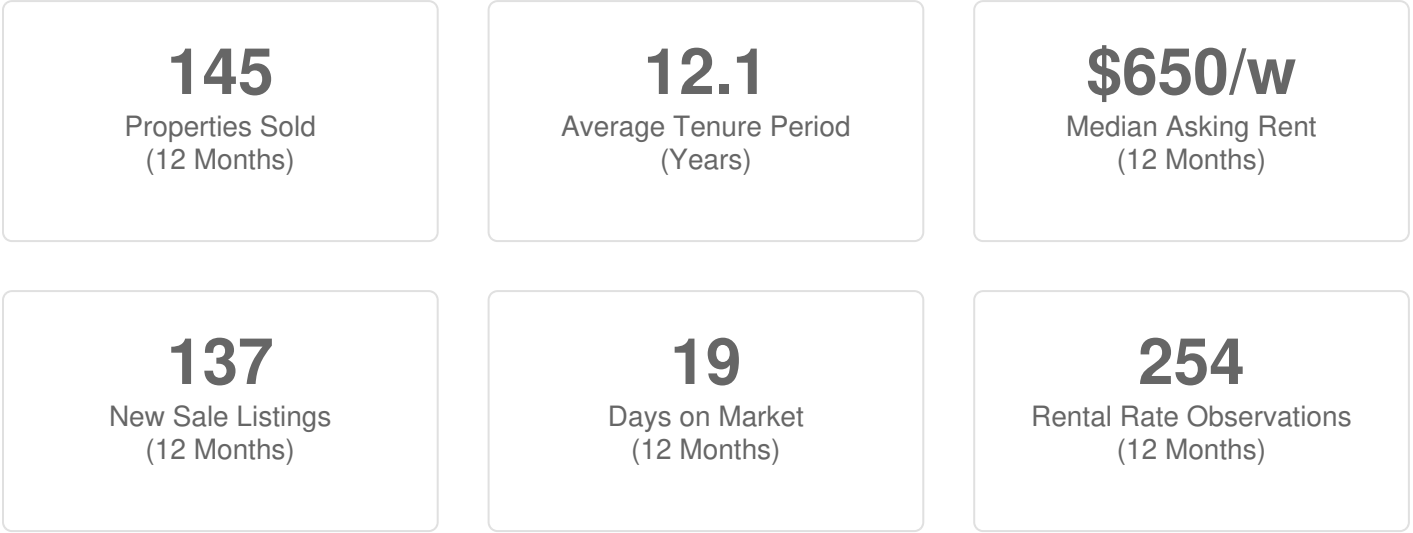 145
Properties Sold
(12 Months)
12.1
Average Tenure Period
(Years)
$650/w
Median Asking Rent
(12 Months)
137
New Sale Listings
(12 Months)
19
Days on Market
(12 Months)
254
Rental Rate Observations
(12 Months)